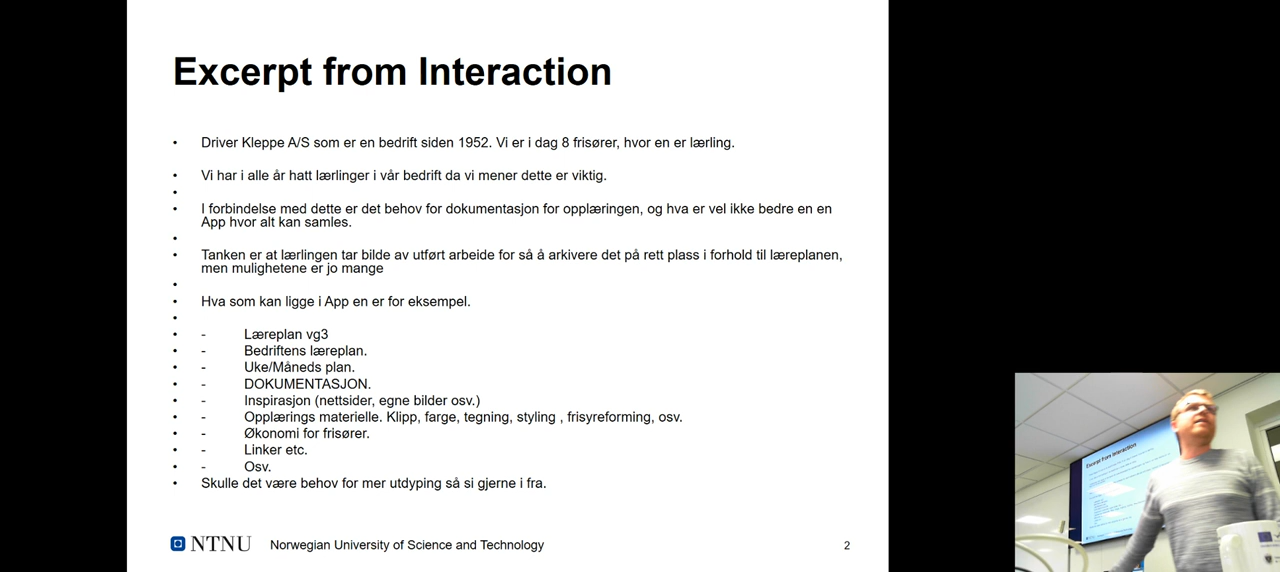 Excerpt from Interaction
• Driver Kleppe A/S som er en bedrift siden 1952. Vi er i dag 8 frisører, hvor en er lærling.
• Vi har i alle år hatt lærlinger i vår bedrift da vi mener dette er viktig.
•
• I forbindelse med dette er det behov for dokumentasjon for opplæringen, og hva er vel ikke bedre en en
App hvor alt kan samles.
•
• Tanken er at lærlingen tar bilde av utført arbeide for så å arkivere det på rett plass i forhold til læreplanen,
men mulighetene er jo mange
•
• Hva som kan ligge i App en er for eksempel.
•
• - Læreplan vg3
• - Bedriftens læreplan.
• - Uke/Måneds plan.
• - DOKUMENTASJON.
• - Inspirasjon (nettsider, egne bilder osv.)
• - Opplærings materielle. Klipp, farge, tegning, styling , frisyreforming, osv.
• - Økonomi for frisører.
• - Linker etc.
• - Osv.
• Skulle det være behov for mer utdyping så si gjerne i fra.
NTNU Norwegian University of Science and Technology 2
Excerpt from Interaction